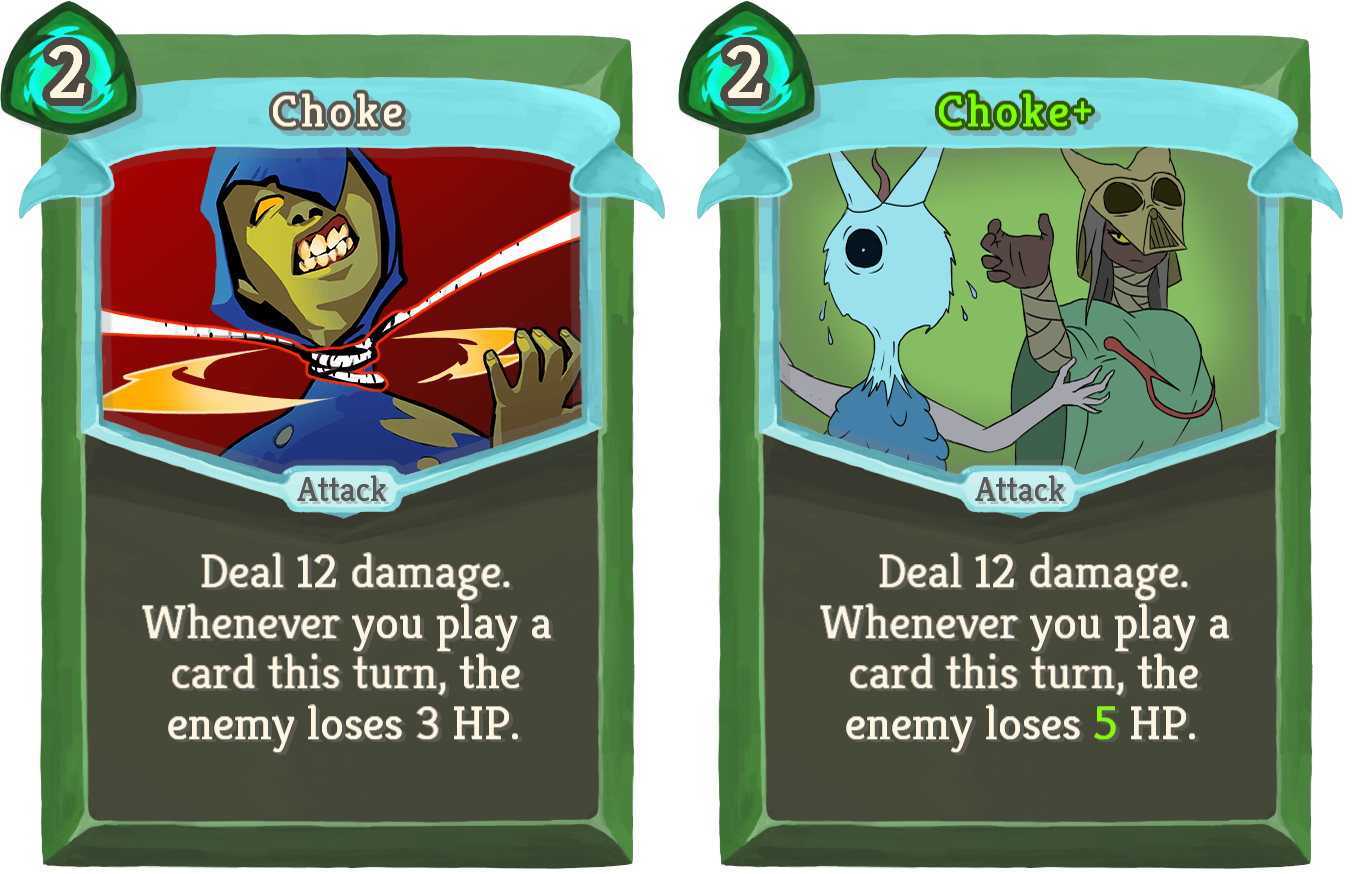 2
Choke
Attack
Deal 12 damage.
Whenever you play a
card this turn, the
enemy loses 3 HP.
2
Choke+
Attack
Deal 12 damage.
Whenever you play a
card this turn, the
enemy loses 5 HP.